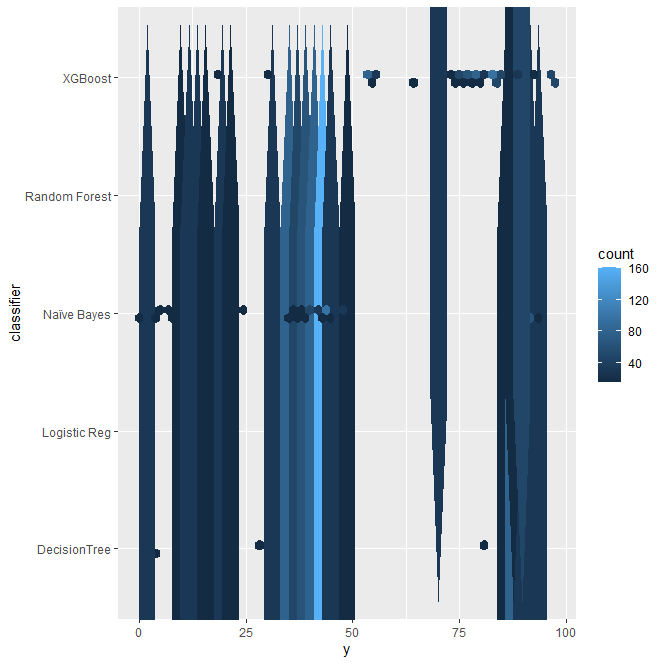 XGBoost
Random Forest
Naïve Bayes
Logistic Reg
DecisionTree
classifier
0 25 50 75 100
y
count
160
120
80
40